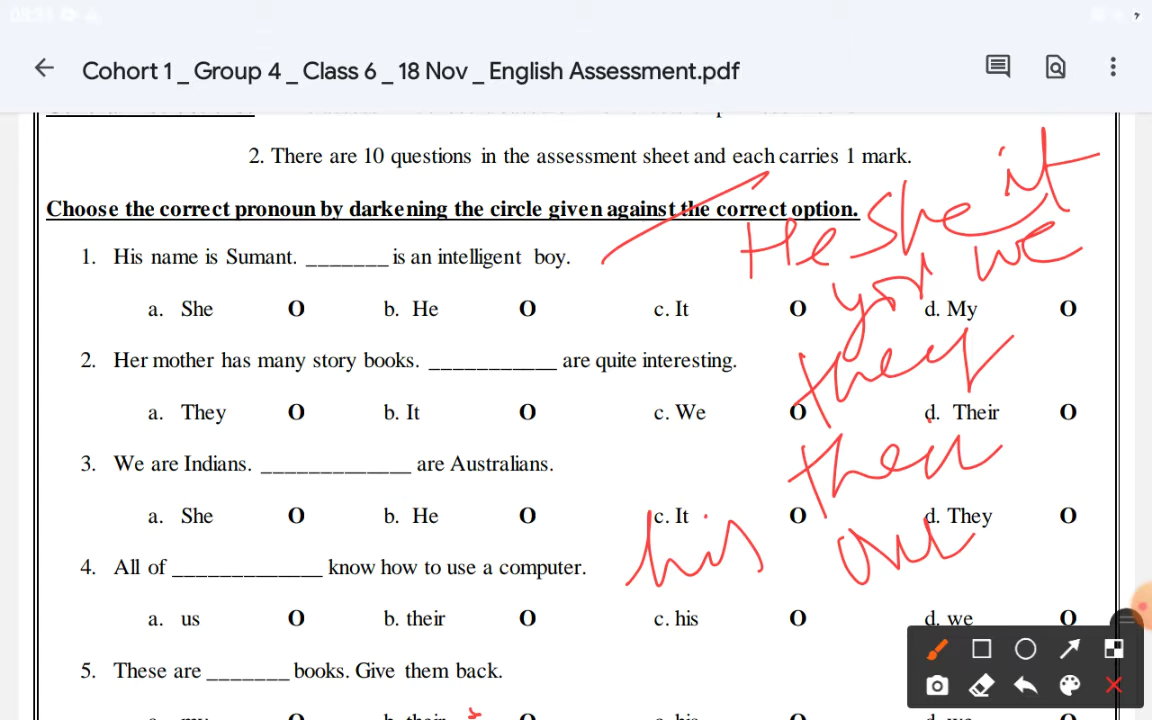 Cohort 1 _ Group 4 _ Class 6 _ 18 Nov _ English Assessment.pdf
2. There are 10 questions in the assessment sheet and each carries 1 mark.
Choose the correct pronoun by darkening the circle given against the correct option.
He She it
1. His name is Sumant. _______ is an intelligent boy.
you we
a. She O b. He O c. It O d. My O
2. Her mother has many story books. ___________ are quite interesting.
they
a. They O b. It O c. We O d. Their O
3. We are Indians. _____________ are Australians.
their
a. She O b. He O c. It O d. They O
his our
4. All of _____________ know how to use a computer.
a. us O b. their O c. his O d. we O
5. These are _______ books. Give them back.